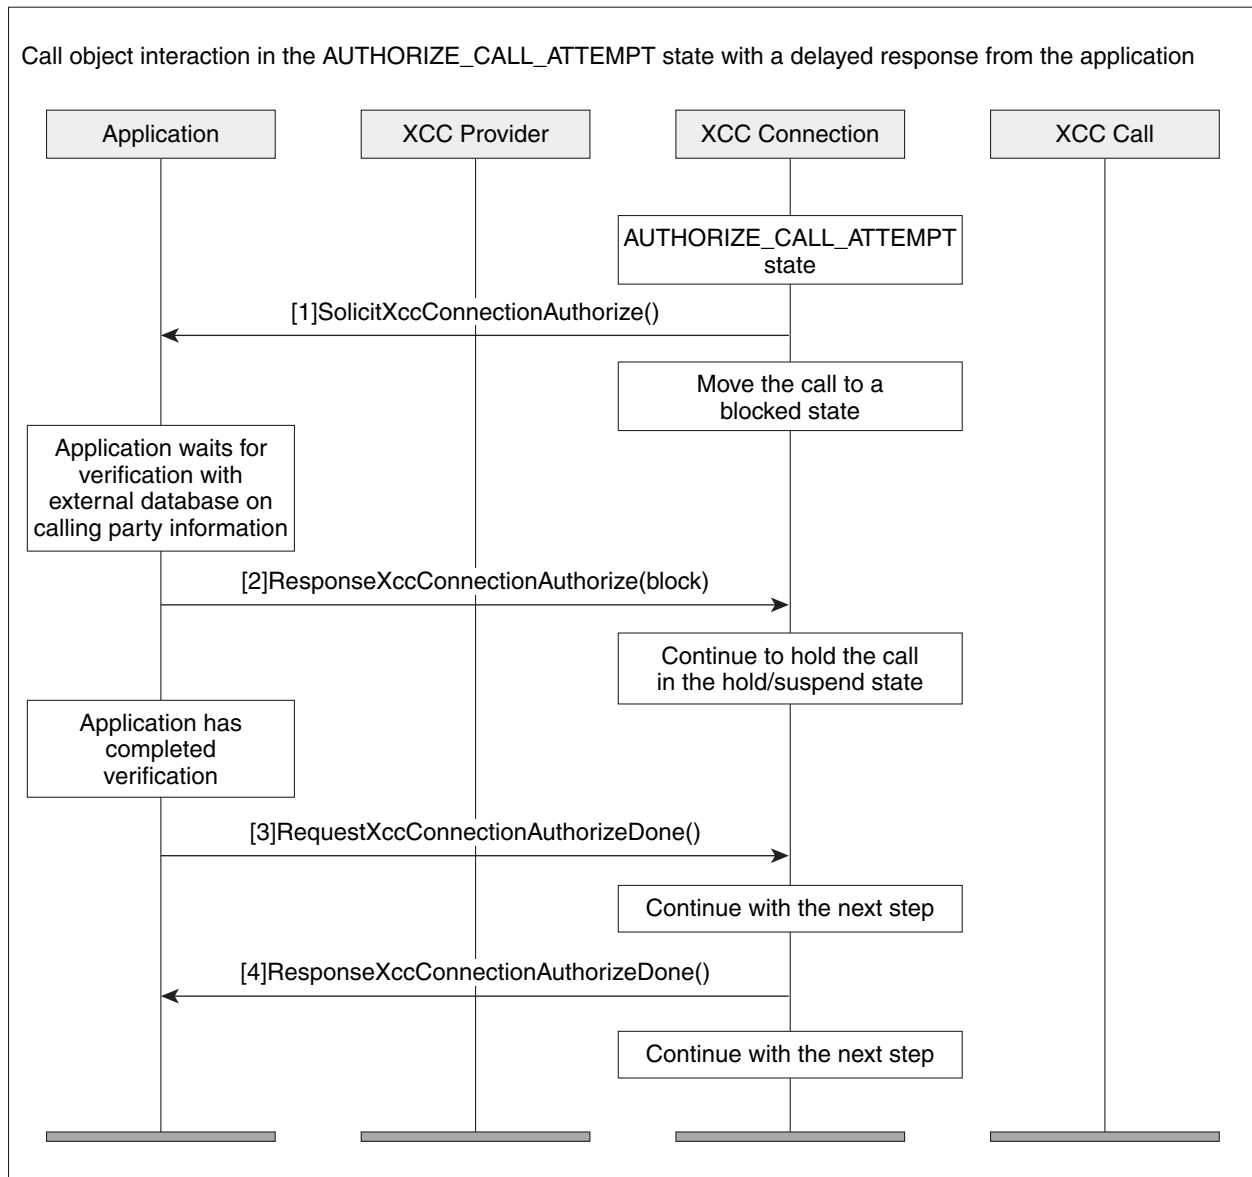 Call object interaction in the AUTHORIZE_CALL_ATTEMPT state with a delayed response from the application
Application
XCC Provider
XCC Connection
XCC Call
AUTHORIZE_CALL_ATTEMPT
state
[1]SolicitXccConnectionAuthorize()
Move the call to a
blocked state
Application waits for
verification with
external database on
calling party information
[2]ResponseXccConnectionAuthorize(block)
Continue to hold the call
in the hold/suspend state
Application has
completed
verification
[3]RequestXccConnectionAuthorizeDone()
Continue with the next step
[4]ResponseXccConnectionAuthorizeDone()
Continue with the next step